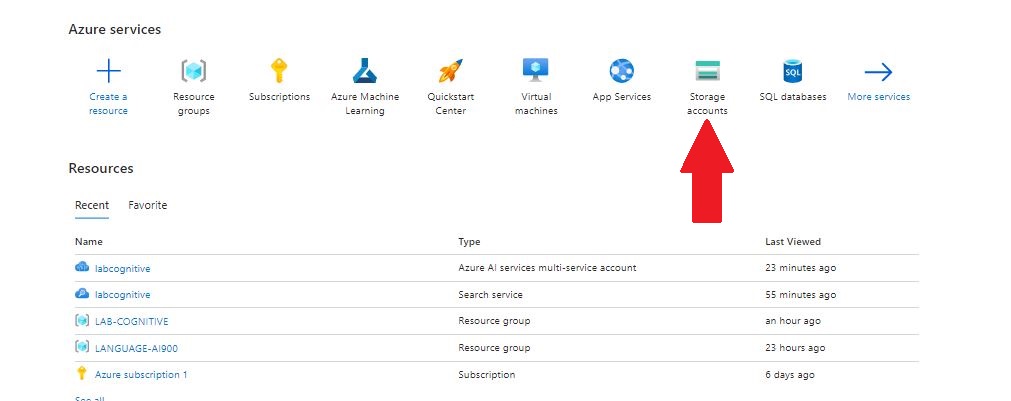 Azure services
Create a resource
Resource groups
Subscriptions
Azure Machine Learning
Quickstart Center
Virtual machines
App Services
Storage accounts
SQL
SQL databases
More services
Resources
Recent Favorite
Name Type Last Viewed
labcognitive Azure AI services multi-service account 23 minutes ago
labcognitive Search service 55 minutes ago
LAB-COGNITIVE Resource group an hour ago
LANGUAGE-AI900 Resource group 23 hours ago
Azure subscription 1 Subscription 6 days ago
See all